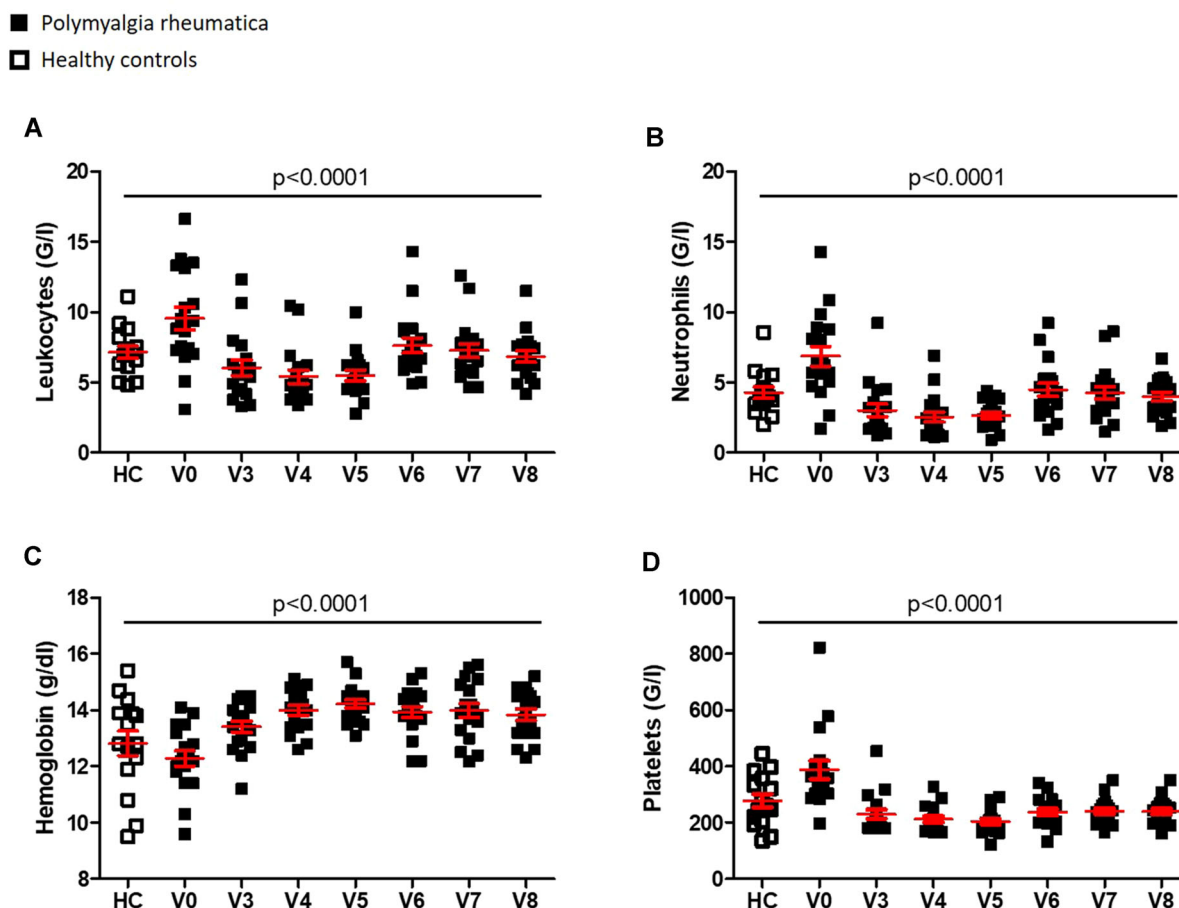 Polymyalgia rheumatica
Healthy controls
A
Leukocytes (G/l)
p<0.0001
20
15
10
5
0
HC V0 V3 V4 V5 V6 V7 V8
B
Neutrophils (G/l)
p<0.0001
20
15
10
5
0
HC V0 V3 V4 V5 V6 V7 V8
C
Hemoglobin (g/dl)
p<0.0001
18
16
14
12
10
8
HC V0 V3 V4 V5 V6 V7 V8
D
Platelets (G/l)
p<0.0001
1000
800
600
400
200
0
HC V0 V3 V4 V5 V6 V7 V8